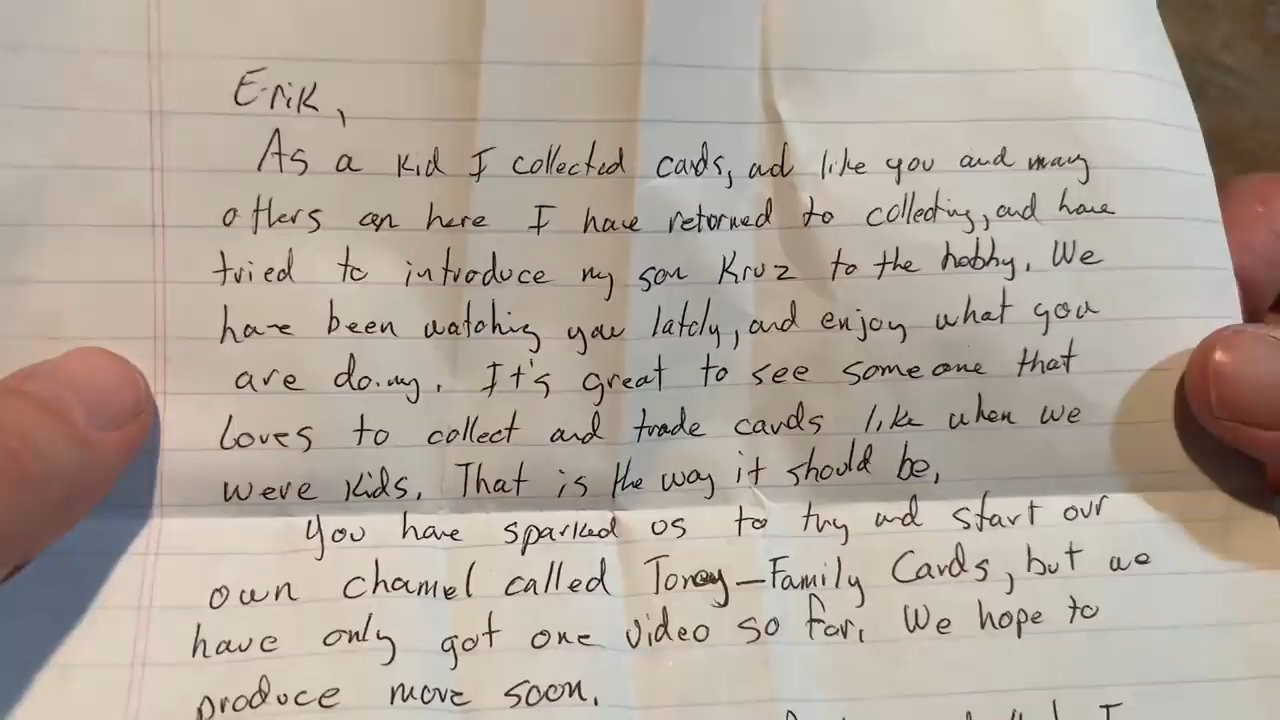 Erik,
As a kid I collected cards, ad like you and many
others on here I have returned to collecting, and have
tried to introduce my son Kruz to the hobby. We
have been watching you lately, and enjoy what you
are doing. It's great to see someone that
loves to collect and trade cards like when we
were kids. That is the way it should be.
You have sparked us to try and start our
own channel called Torey-Family Cards, but we
have only got one video so far. We hope to
produce more soon.